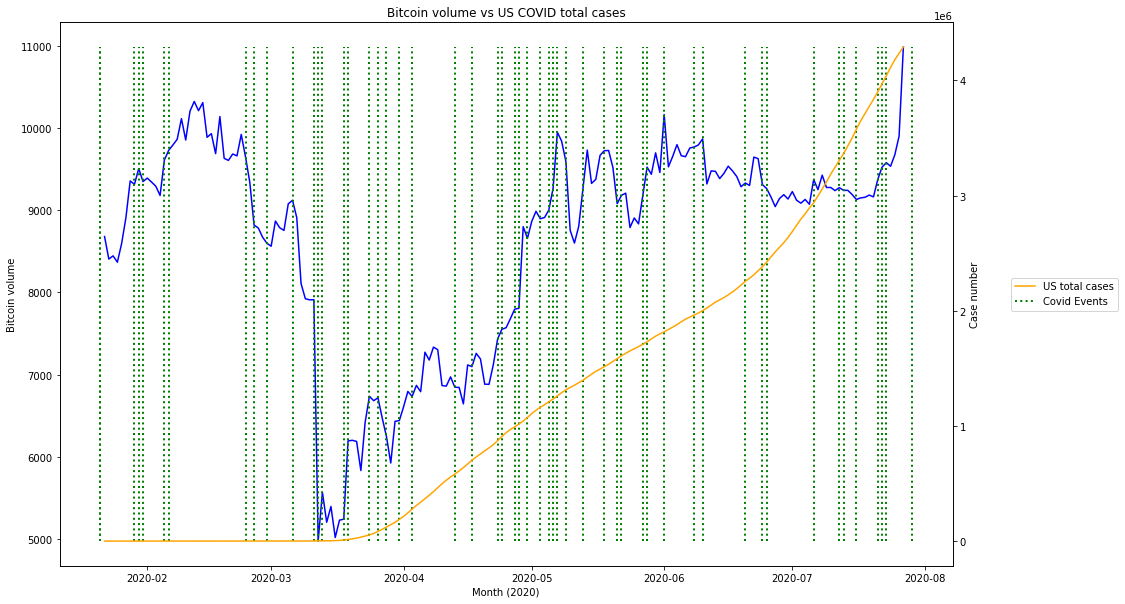 Bitcoin volume vs US COVID total cases
1e6
11000
10000
9000
8000
7000
6000
5000
Bitcoin volume
4
3
2
1
0
Case number
US total cases
Covid Events
2020-02
2020-03
2020-04
2020-05
2020-06
2020-07
2020-08
Month (2020)